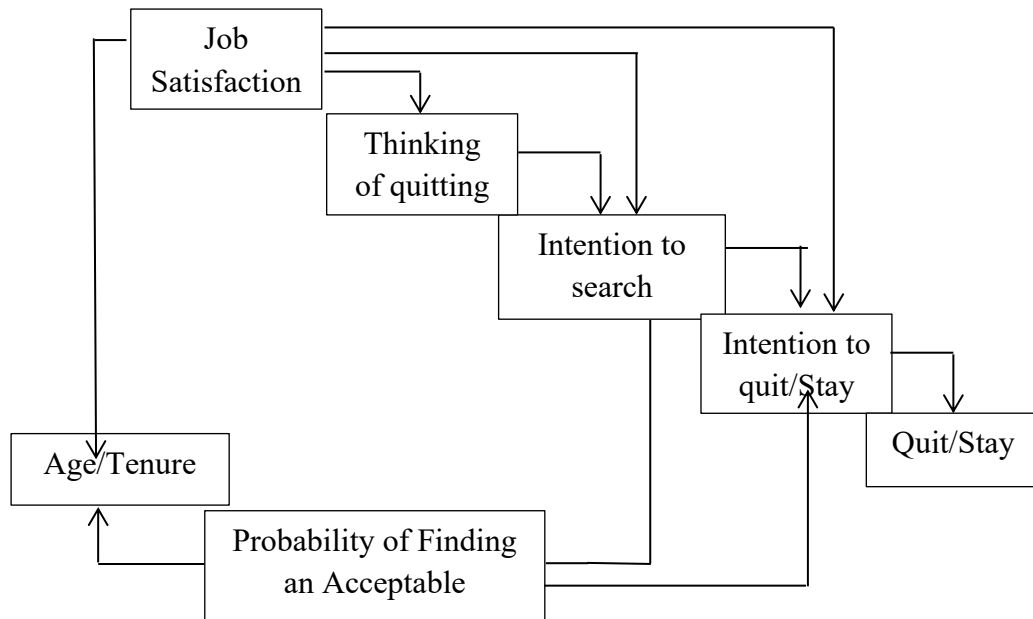 Job
Satisfaction
Thinking
of quitting
Intention to
search
Intention to
quit/Stay
Quit/Stay
Age/Tenure
Probability of Finding
an Acceptable